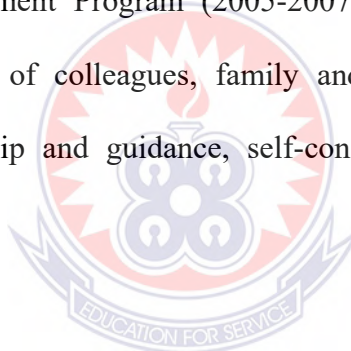 ment Program (2005-2007
of colleagues, family and
ip and guidance, self-con
EDUCATION FOR SERVICE